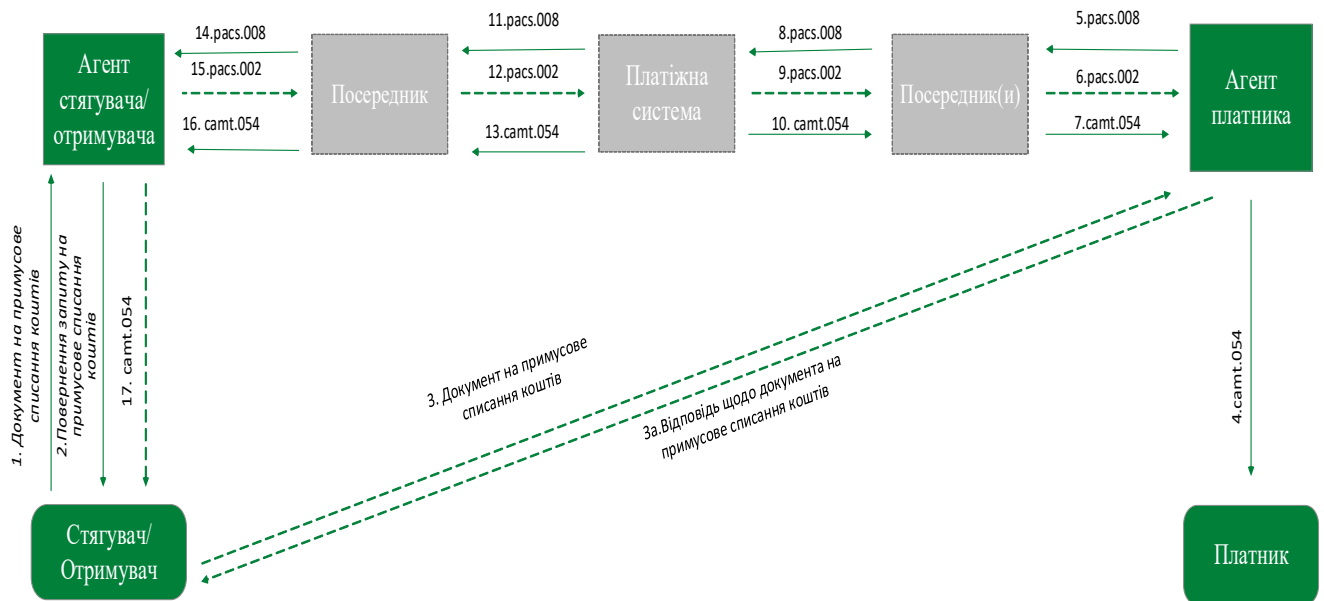 14.pacs.008
11.pacs.008
8.pacs.008
5.pacs.008
Агент
стягувача/
отримувача
15.pacs.002
Посередник
12.pacs.002
Платіжна
система
9.pacs.002
Посередник(и)
6.pacs.002
Агент
платника
16. camt.054
13.camt.054
10. camt.054
7.camt.054
1. Документ на примусове
списання коштів
2.Повернення запиту на
примусове списання
коштів
17. camt.054
3. Документ на примусове
списання коштів
3а.Відповідь щодо документа на
примусове списання коштів
4.camt.054
Стягувач/
Отримувач
Платник